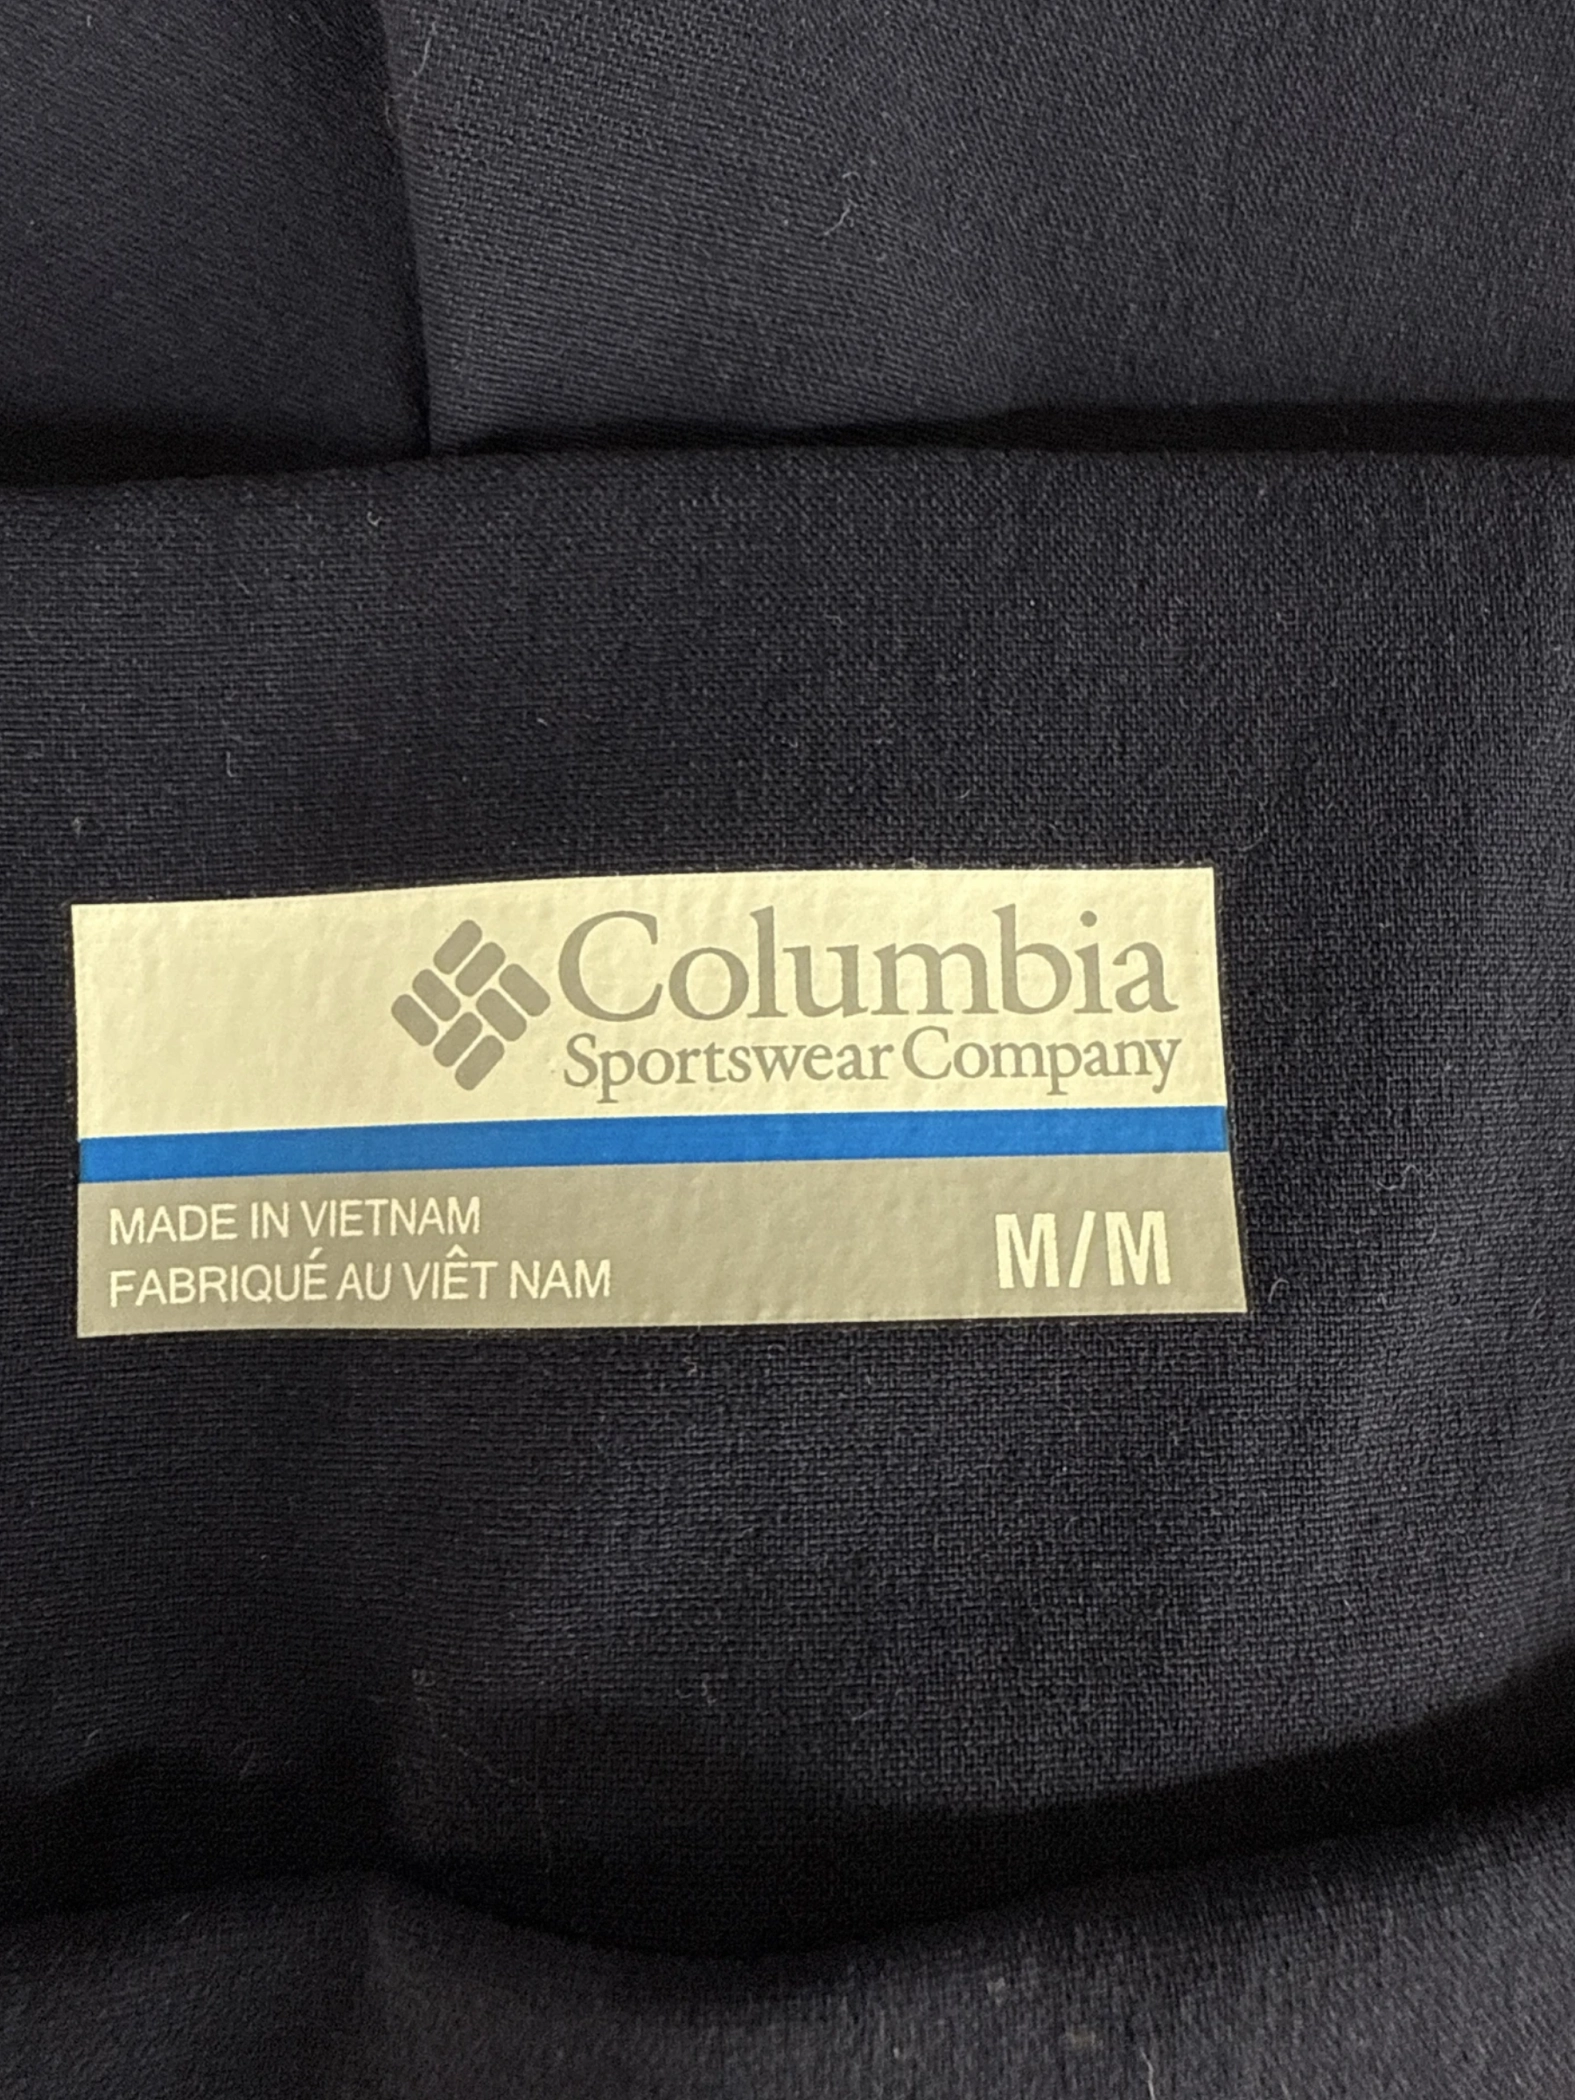 Columbia
Sportswear Company
MADE IN VIETNAM
FABRIQUÉ AU VIÊT NAM
M/M